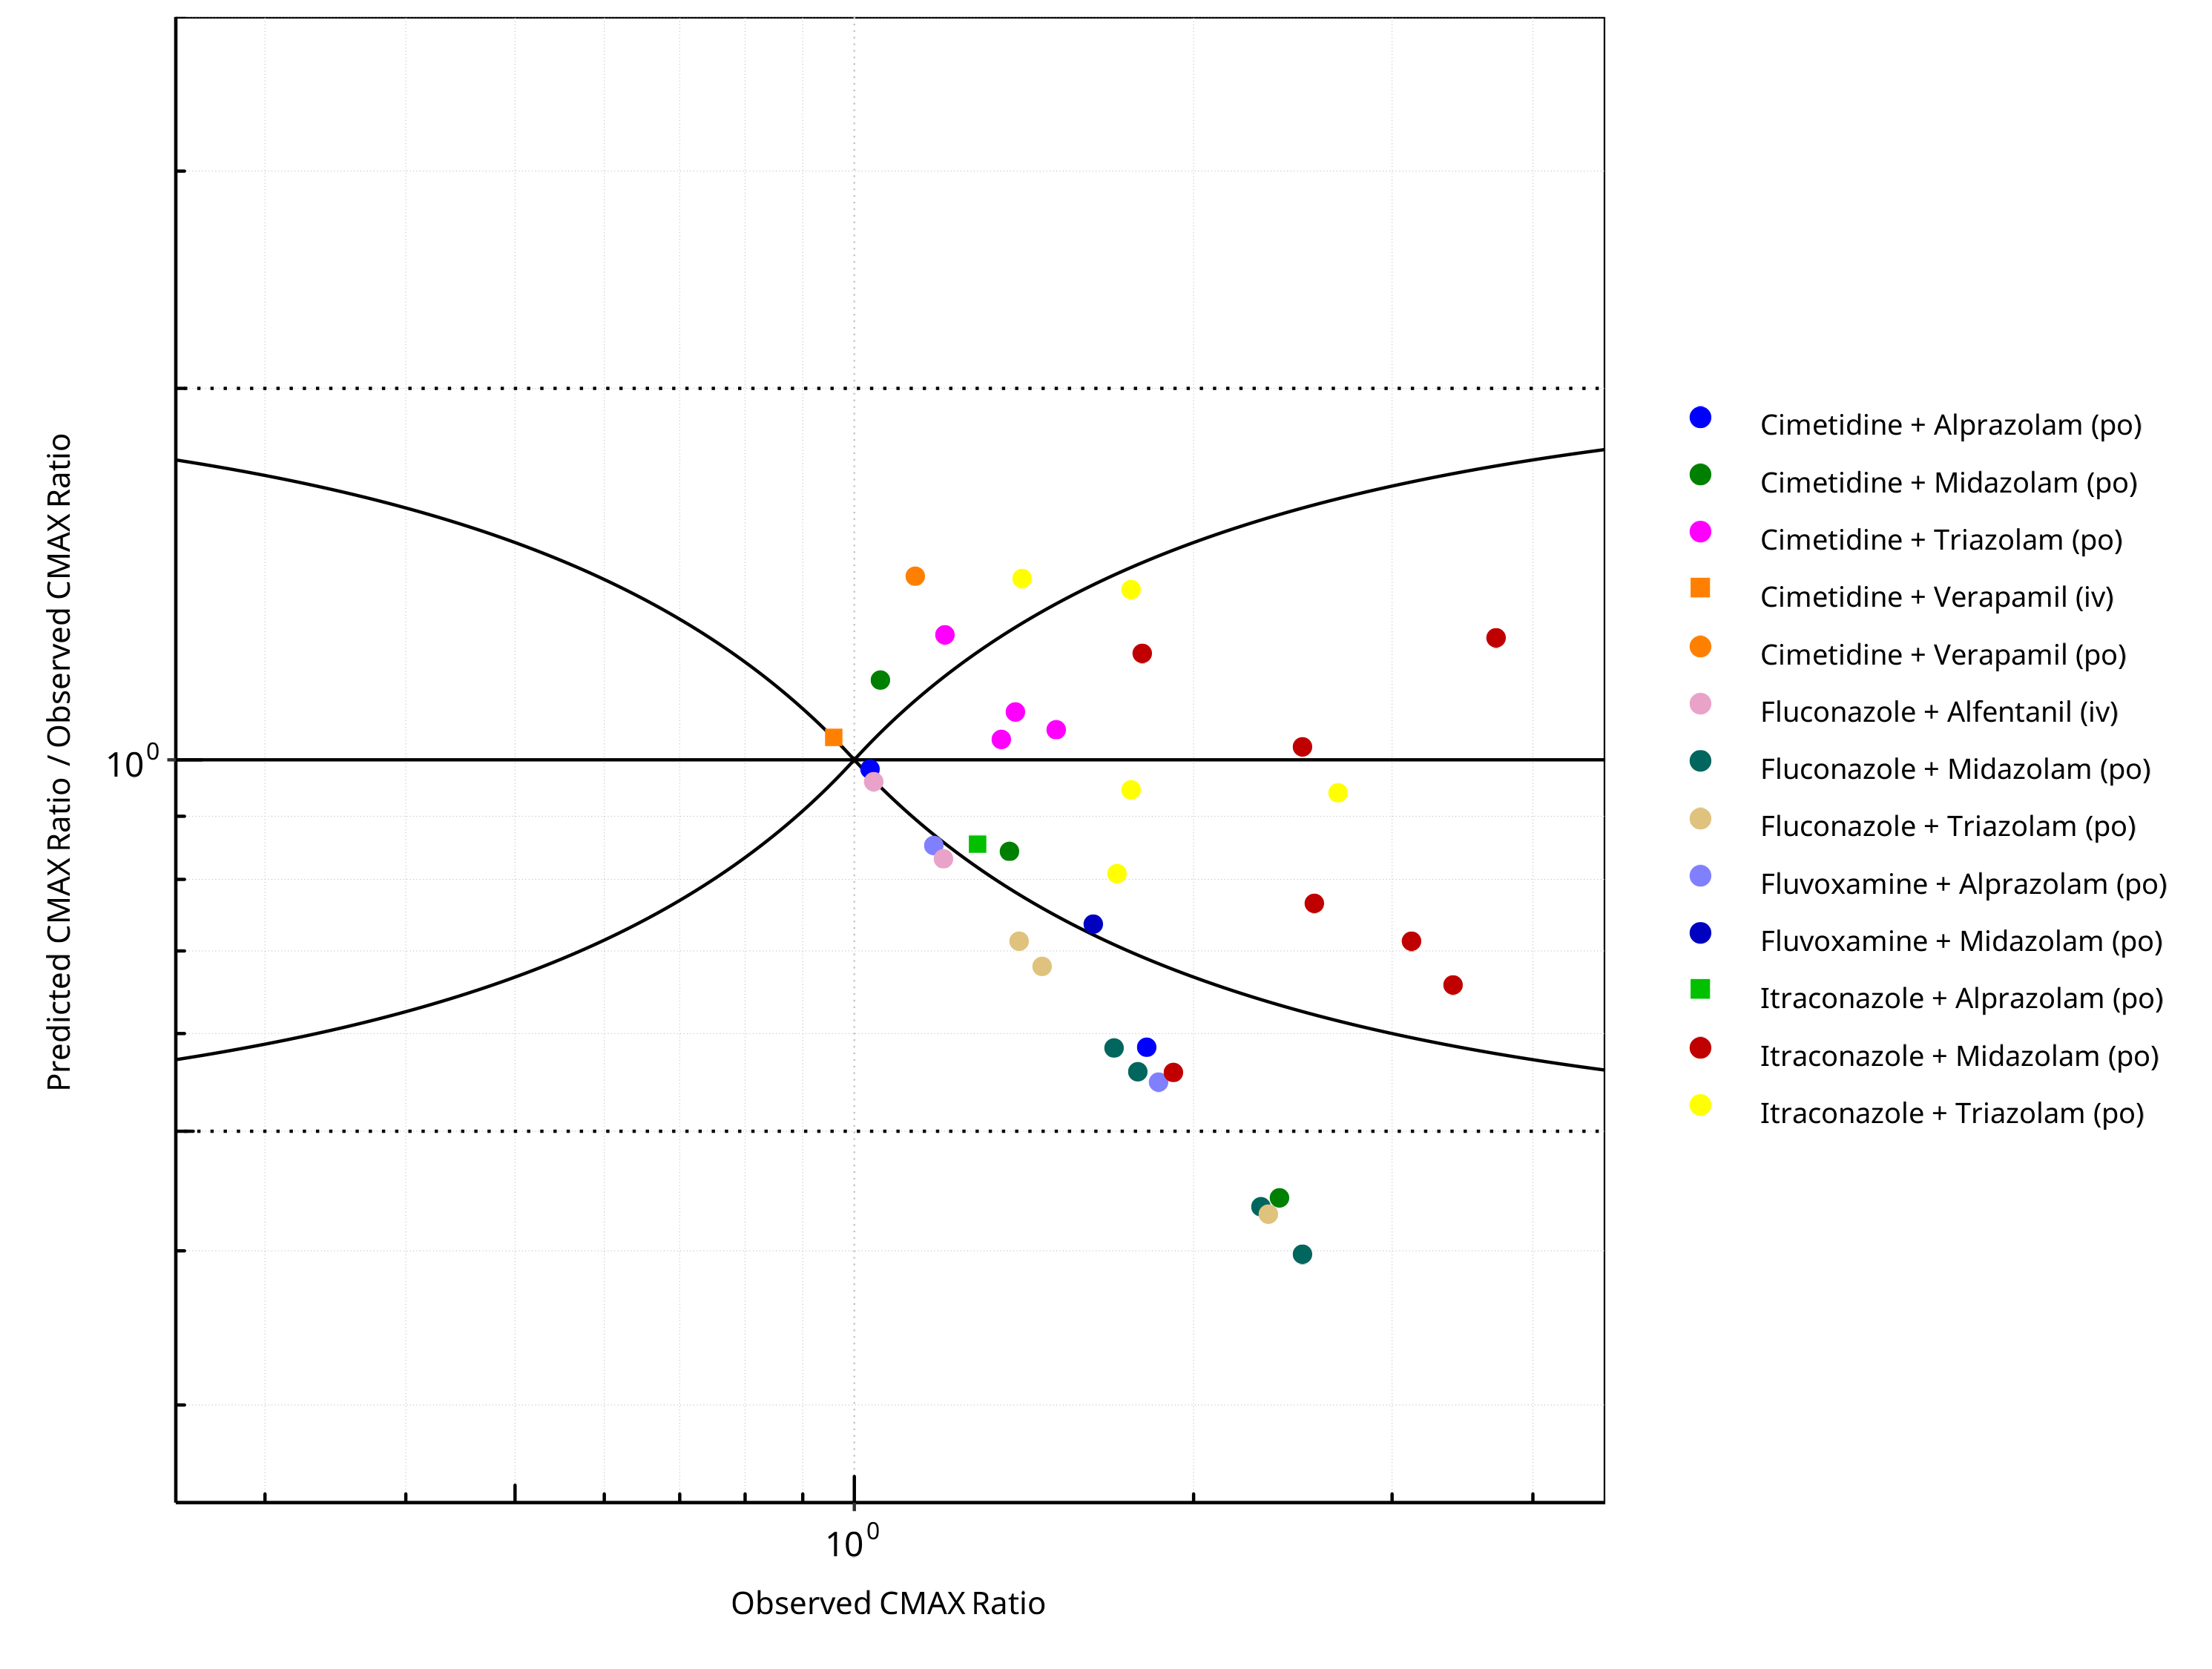 Predicted CMAX Ratio / Observed CMAX Ratio
10^0
10^0
Observed CMAX Ratio
Cimetidine + Alprazolam (po)
Cimetidine + Midazolam (po)
Cimetidine + Triazolam (po)
Cimetidine + Verapamil (iv)
Cimetidine + Verapamil (po)
Fluconazole + Alfentanil (iv)
Fluconazole + Midazolam (po)
Fluconazole + Triazolam (po)
Fluvoxamine + Alprazolam (po)
Fluvoxamine + Midazolam (po)
Itraconazole + Alprazolam (po)
Itraconazole + Midazolam (po)
Itraconazole + Triazolam (po)